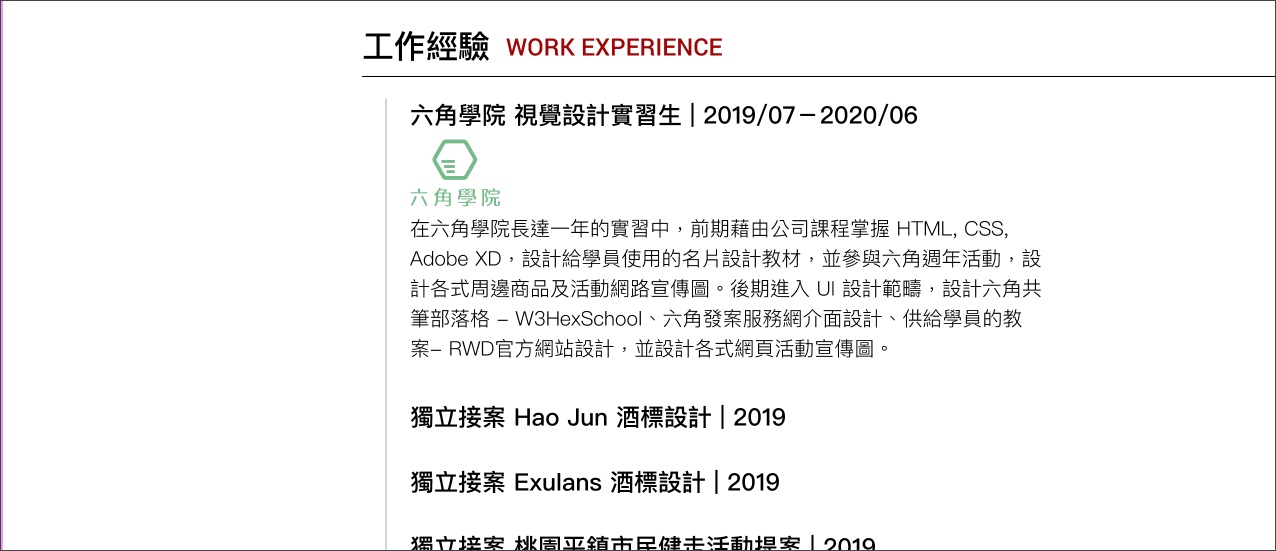 工作經驗 WORK EXPERIENCE
六角學院 視覺設計實習生 | 2019/07－2020/06
六角學院
在六角學院長達一年的實習中，前期藉由公司課程掌握 HTML, CSS,
Adobe XD，設計給學員使用的名片設計教材，並參與六角週年活動，設
計各式周邊商品及活動網路宣傳圖。後期進入 UI 設計範疇，設計六角共
筆部落格 – W3HexSchool、六角發案服務網介面設計、供給學員的教
案– RWD官方網站設計，並設計各式網頁活動宣傳圖。
獨立接案 Hao Jun 酒標設計 | 2019
獨立接案 Exulans 酒標設計 | 2019
獨立接案 桃園平鎮市民健走活動提案 | 2019